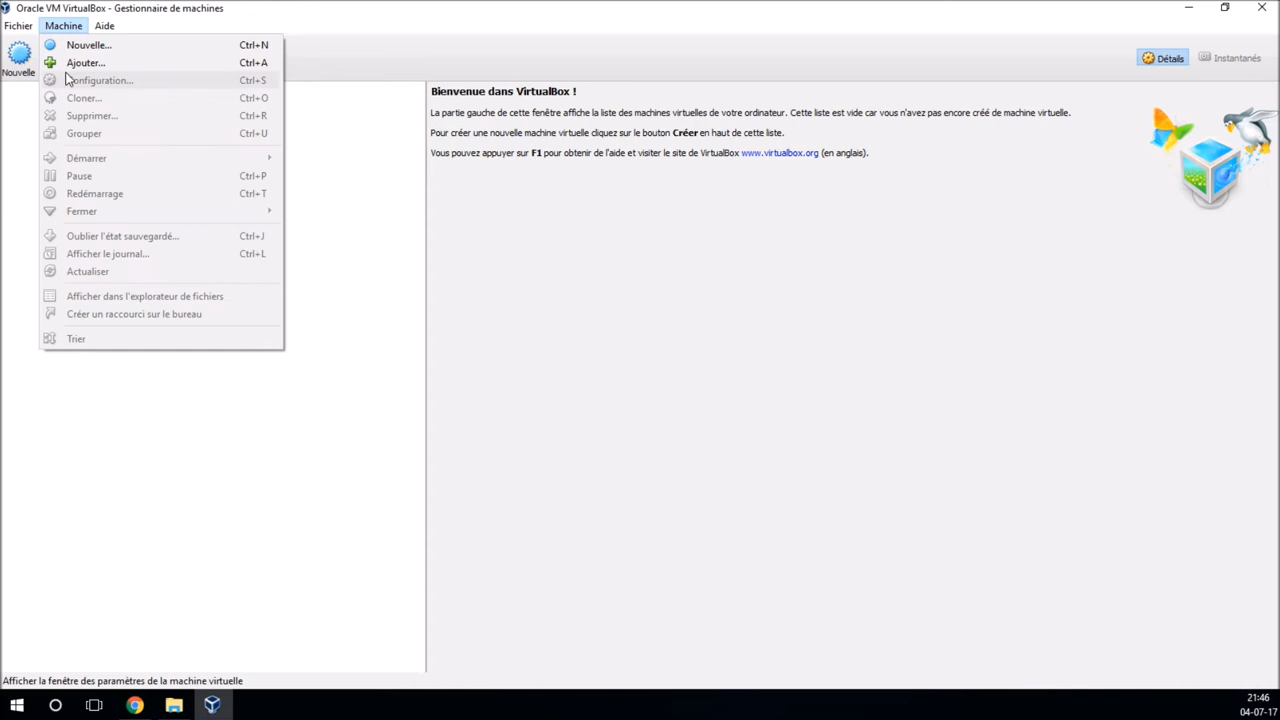 Oracle VM VirtualBox - Gestionnaire de machines
Fichier Machine Aide
Nouvelle
Nouvelle... Ctrl+N
Ajouter... Ctrl+A
Configuration... Ctrl+S
Cloner... Ctrl+O
Supprimer... Ctrl+R
Grouper Ctrl+U
Démarrer
Pause Ctrl+P
Redémarrage Ctrl+T
Fermer
Oublier l'état sauvegardé... Ctrl+J
Afficher le journal... Ctrl+L
Actualiser
Afficher dans l'explorateur de fichiers
Créer un raccourci sur le bureau
Trier
Détails Instantanés
Bienvenue dans VirtualBox !
La partie gauche de cette fenêtre affiche la liste des machines virtuelles de votre ordinateur. Cette liste est vide car vous n'avez pas encore créé de machine virtuelle.
Pour créer une nouvelle machine virtuelle cliquez sur le bouton Créer en haut de cette liste.
Vous pouvez appuyer sur F1 pour obtenir de l'aide et visiter le site de VirtualBox www.virtualbox.org (en anglais).
Afficher la fenêtre des paramètres de la machine virtuelle
21:46
04-07-17